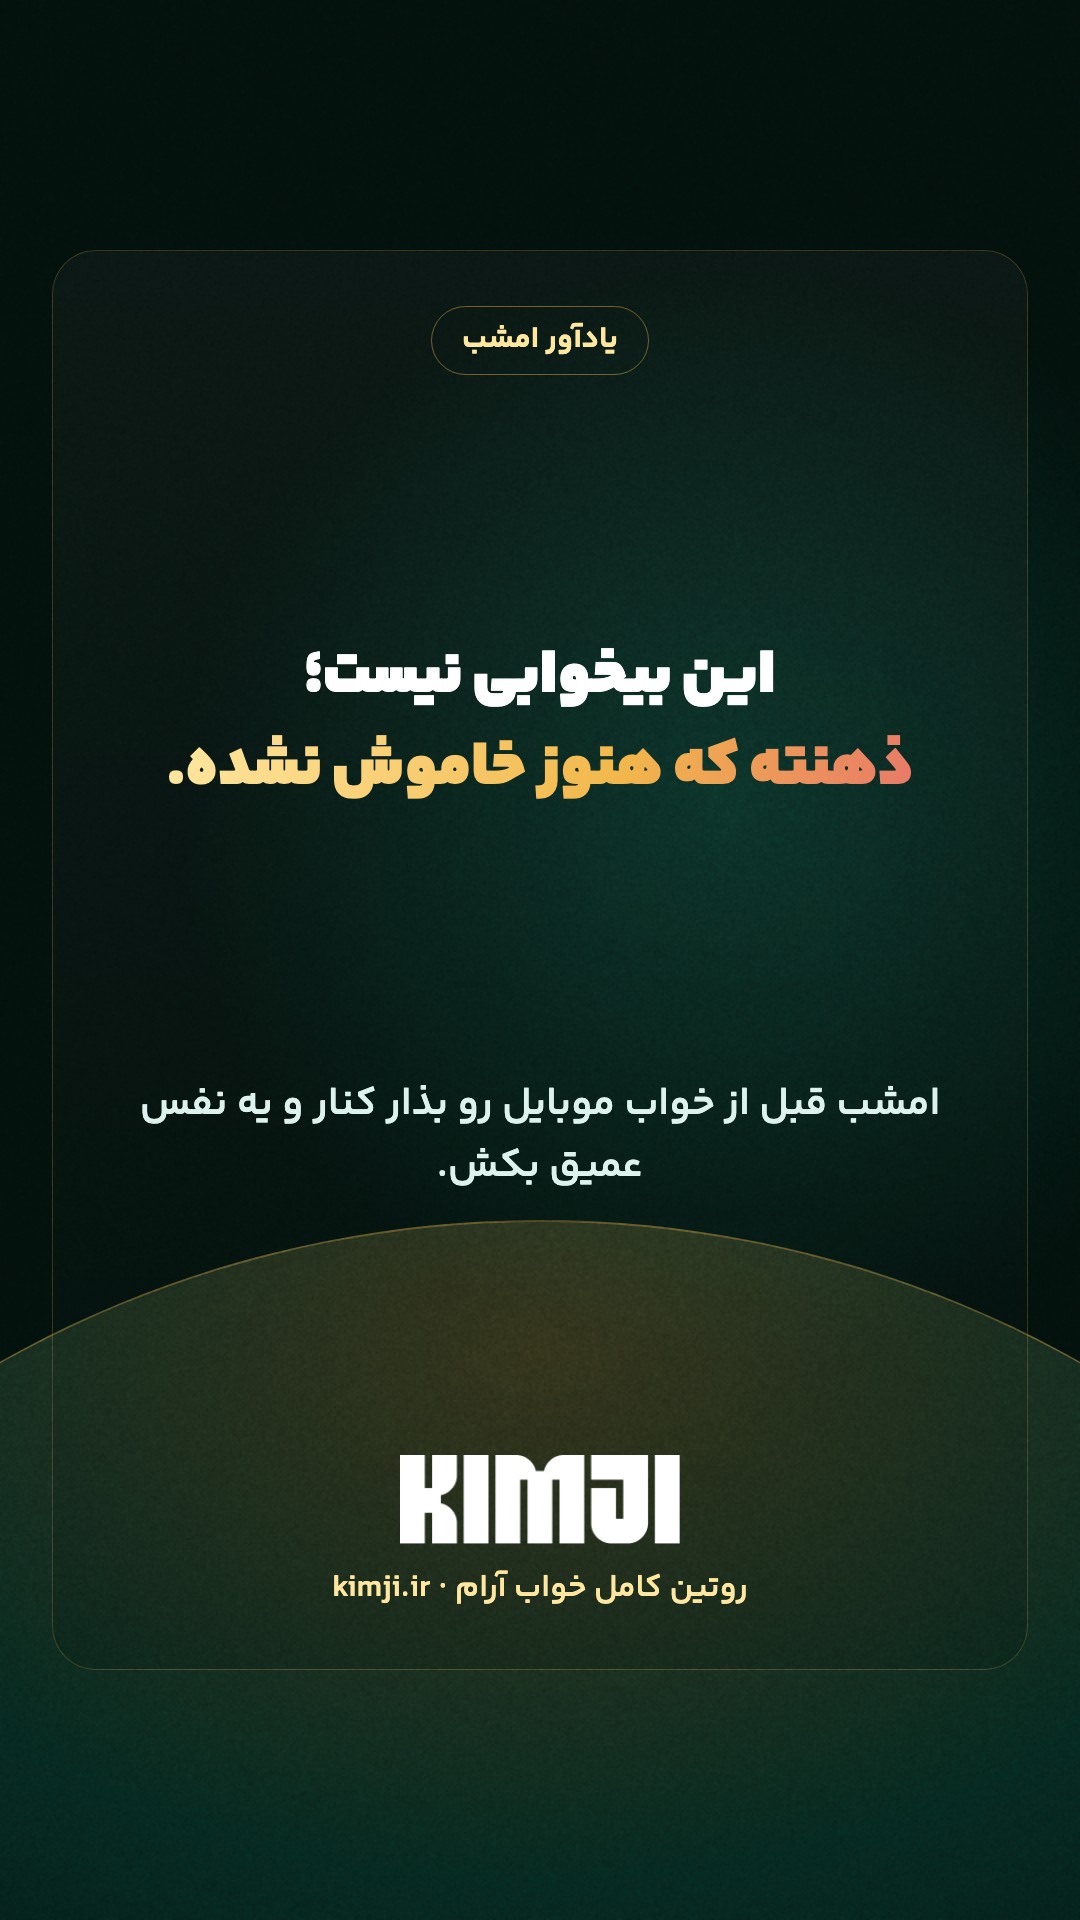 یادآور امشب
این بیخوابی نیست؛
ذهنته که هنوز خاموش نشده.
امشب قبل از خواب موبایل رو بذار کنار و یه نفس
عمیق بکش.
KIMJI
روتین کامل خواب آرام · kimji.ir